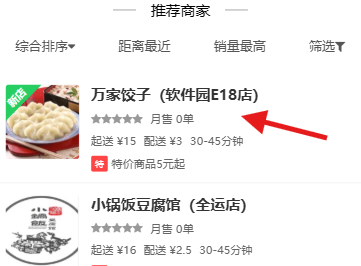 推荐商家
综合排序 距离最近 销量最高 筛选
新店
万家饺子（软件园E18店）
月售 0单
起送 ¥15 配送 ¥3 30-45分钟
特 特价商品5元起
小锅饭豆腐馆（全运店）
小锅饭
月售 0单
起送 ¥16 配送 ¥2.5 30-45分钟